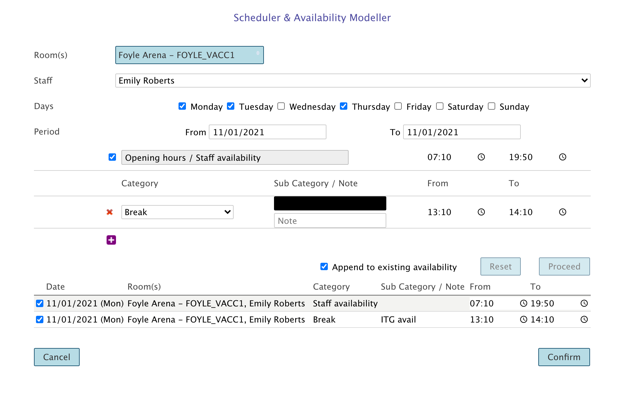 Scheduler & Availability Modeller
Room(s) Foyle Arena - FOYLE_VACC1
Staff Emily Roberts
Days Monday Tuesday Wednesday Thursday Friday Saturday Sunday
Period From 11/01/2021 To 11/01/2021
Opening hours / Staff availability 07:10 19:50
Category Sub Category / Note From To
Break 13:10 14:10
Note
Append to existing availability Reset Proceed
Date Room(s) Category Sub Category / Note From To
11/01/2021 (Mon) Foyle Arena - FOYLE_VACC1, Emily Roberts Staff availability 07:10 19:50
11/01/2021 (Mon) Foyle Arena - FOYLE_VACC1, Emily Roberts Break ITG avail 13:10 14:10
Cancel Confirm